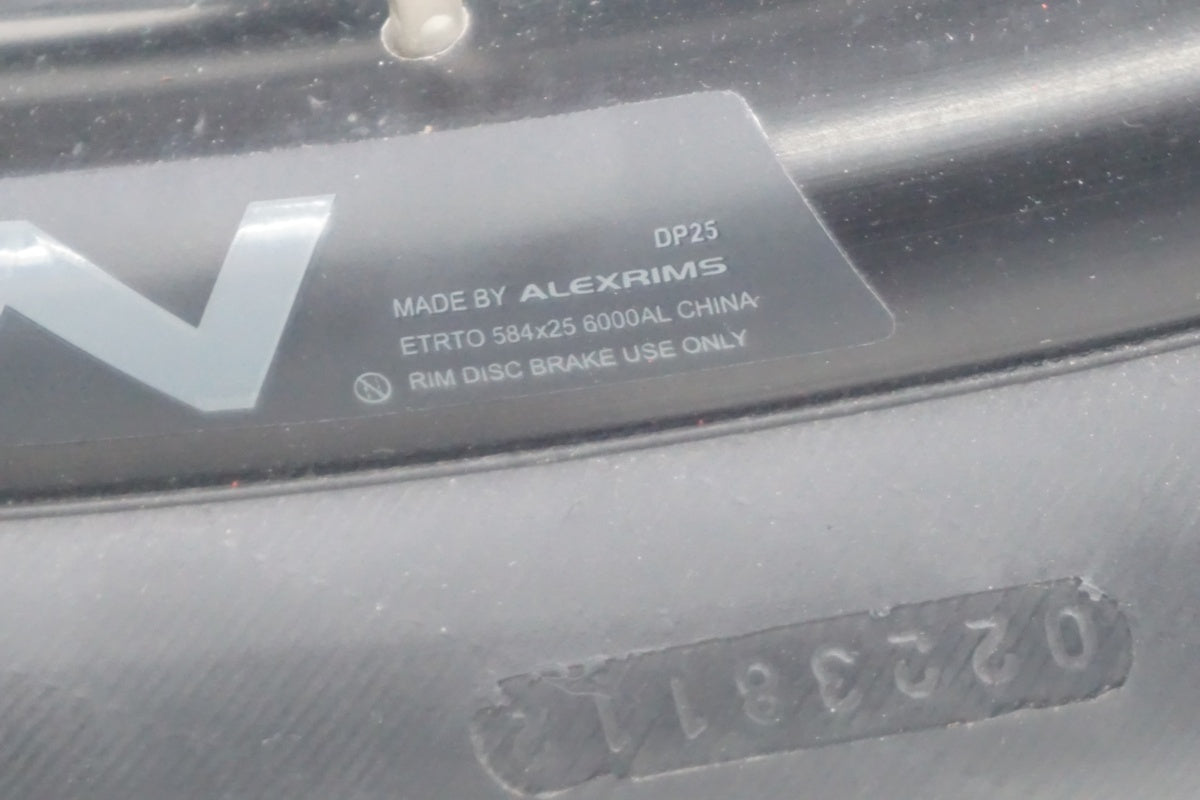 DP25
MADE BY ALEXRIMS
ETRTO 584x25 6000AL CHINA
RIM DISC BRAKE USE ONLY